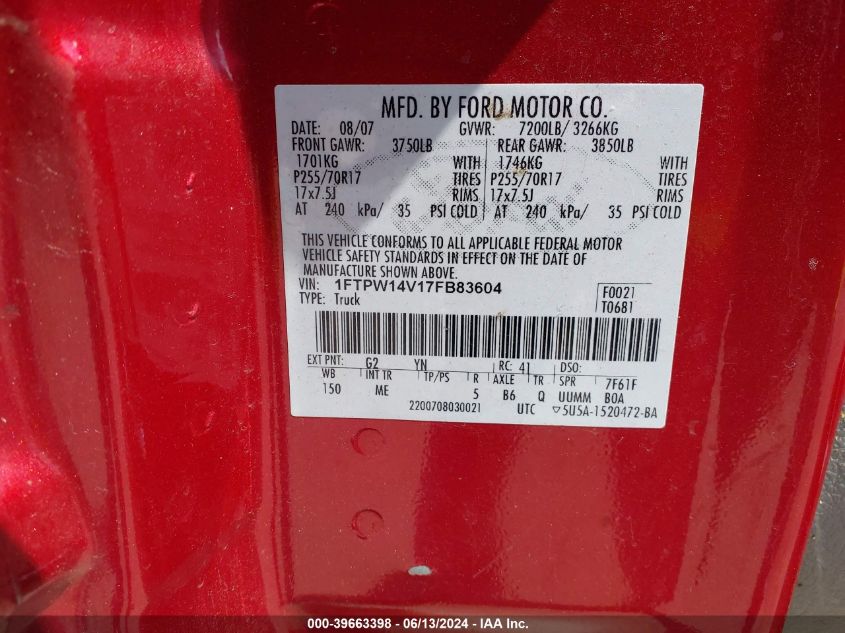 MFD. BY FORD MOTOR CO.
DATE: 08/07 GVWR: 7200LB/ 3266KG
FRONT GAWR: 3750LB REAR GAWR: 3850LB
1701KG WITH 1746KG WITH
P255/70R17 TIRES P255/70R17 TIRES
17x7.5J RIMS 17x7.5J RIMS
AT 240 kPa/ 35 PSI COLD AT 240 kPa/ 35 PSI COLD
THIS VEHICLE CONFORMS TO ALL APPLICABLE FEDERAL MOTOR
VEHICLE SAFETY STANDARDS IN EFFECT ON THE DATE OF
MANUFACTURE SHOWN ABOVE.
VIN: 1FTPW14V17FB83604 F0021
TYPE: Truck T0681
EXT PNT: G2 YN RC: 41 DSO:
WB INT TR TP/PS R AXLE TR SPR 7F61F
150 ME 5 B6 Q UUMM BOA
2200708030021 UTC ▽5U5A-1520472-BA
000-39663398 - 06/13/2024 - IAA Inc.